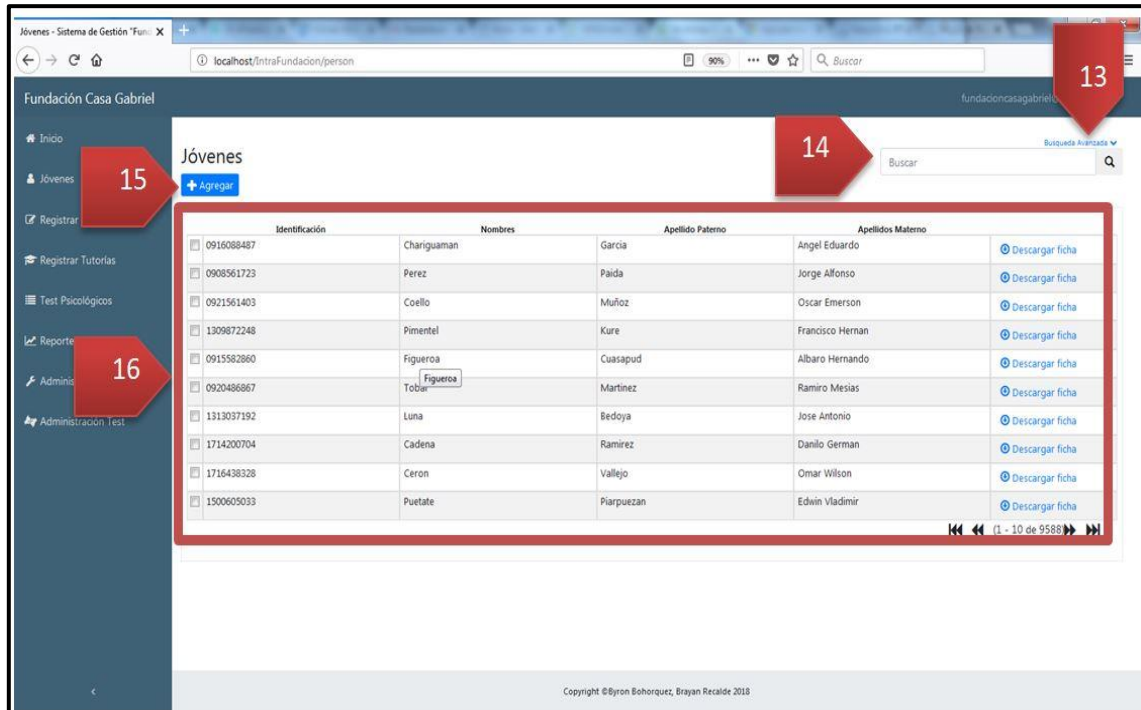 Jóvenes - Sistema de Gestión "Fun
localhost/IntraFundacion/person
90%
Buscar
13
Fundación Casa Gabriel
fundacioncasagabriel
Inicio
Jóvenes
Registrar
Registrar Tutorías
Test Psicológicos
Reporte
Adminis
Administración Test
Jóvenes
14
Busqueda Avanzada
Buscar
15
Agregar
16
Identificación Nombres Apellido Paterno Apellidos Materno
0916088487 Chariguaman Garcia Angel Eduardo Descargar ficha
0908561723 Perez Paida Jorge Alfonso Descargar ficha
0921561403 Coello Muñoz Oscar Emerson Descargar ficha
1309872248 Pimentel Kure Francisco Hernan Descargar ficha
0915582860 Figueroa Cuasapud Albaro Hernando Descargar ficha
Figueroa
0920486867 Tobar Martinez Ramiro Mesias Descargar ficha
1313037192 Luna Bedoya Jose Antonio Descargar ficha
1714200704 Cadena Ramirez Danilo German Descargar ficha
1716438328 Ceron Vallejo Omar Wilson Descargar ficha
1500605033 Puetate Piarpuezan Edwin Vladimir Descargar ficha
(1 - 10 de 9588)
Copyright ©Byron Bohorquez, Brayan Recalde 2018